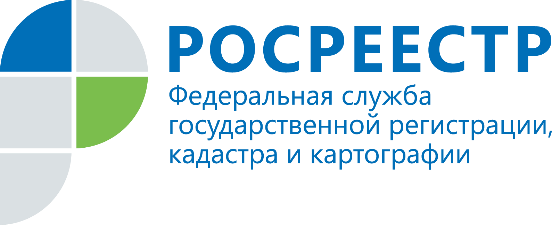 РОСРЕЕСТР
Федеральная служба
государственной регистрации,
кадастра и картографии